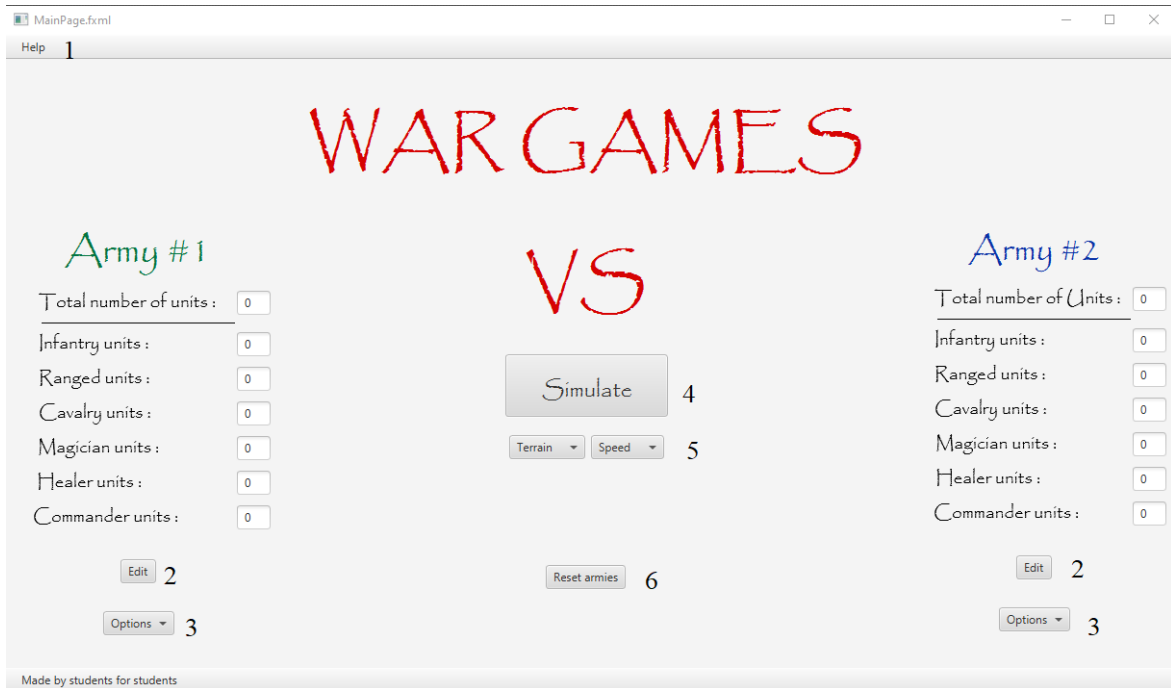 MainPage.fxml
Help 1
WAR GAMES
Army #1
Total number of units : 0
Infantry units : 0
Ranged units : 0
Cavalry units : 0
Magician units : 0
Healer units : 0
Commander units : 0
Edit 2
Options 3
VS
Simulate 4
Terrain Speed 5
Reset armies 6
Army #2
Total number of Units : 0
Infantry units : 0
Ranged units : 0
Cavalry units : 0
Magician units : 0
Healer units : 0
Commander units : 0
Edit 2
Options 3
Made by students for students